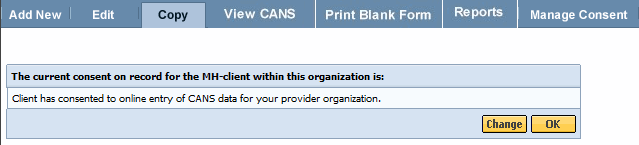 Add New Edit Copy View CANS Print Blank Form Reports Manage Consent
The current consent on record for the MH-client within this organization is:
Client has consented to online entry of CANS data for your provider organization.
Change OK